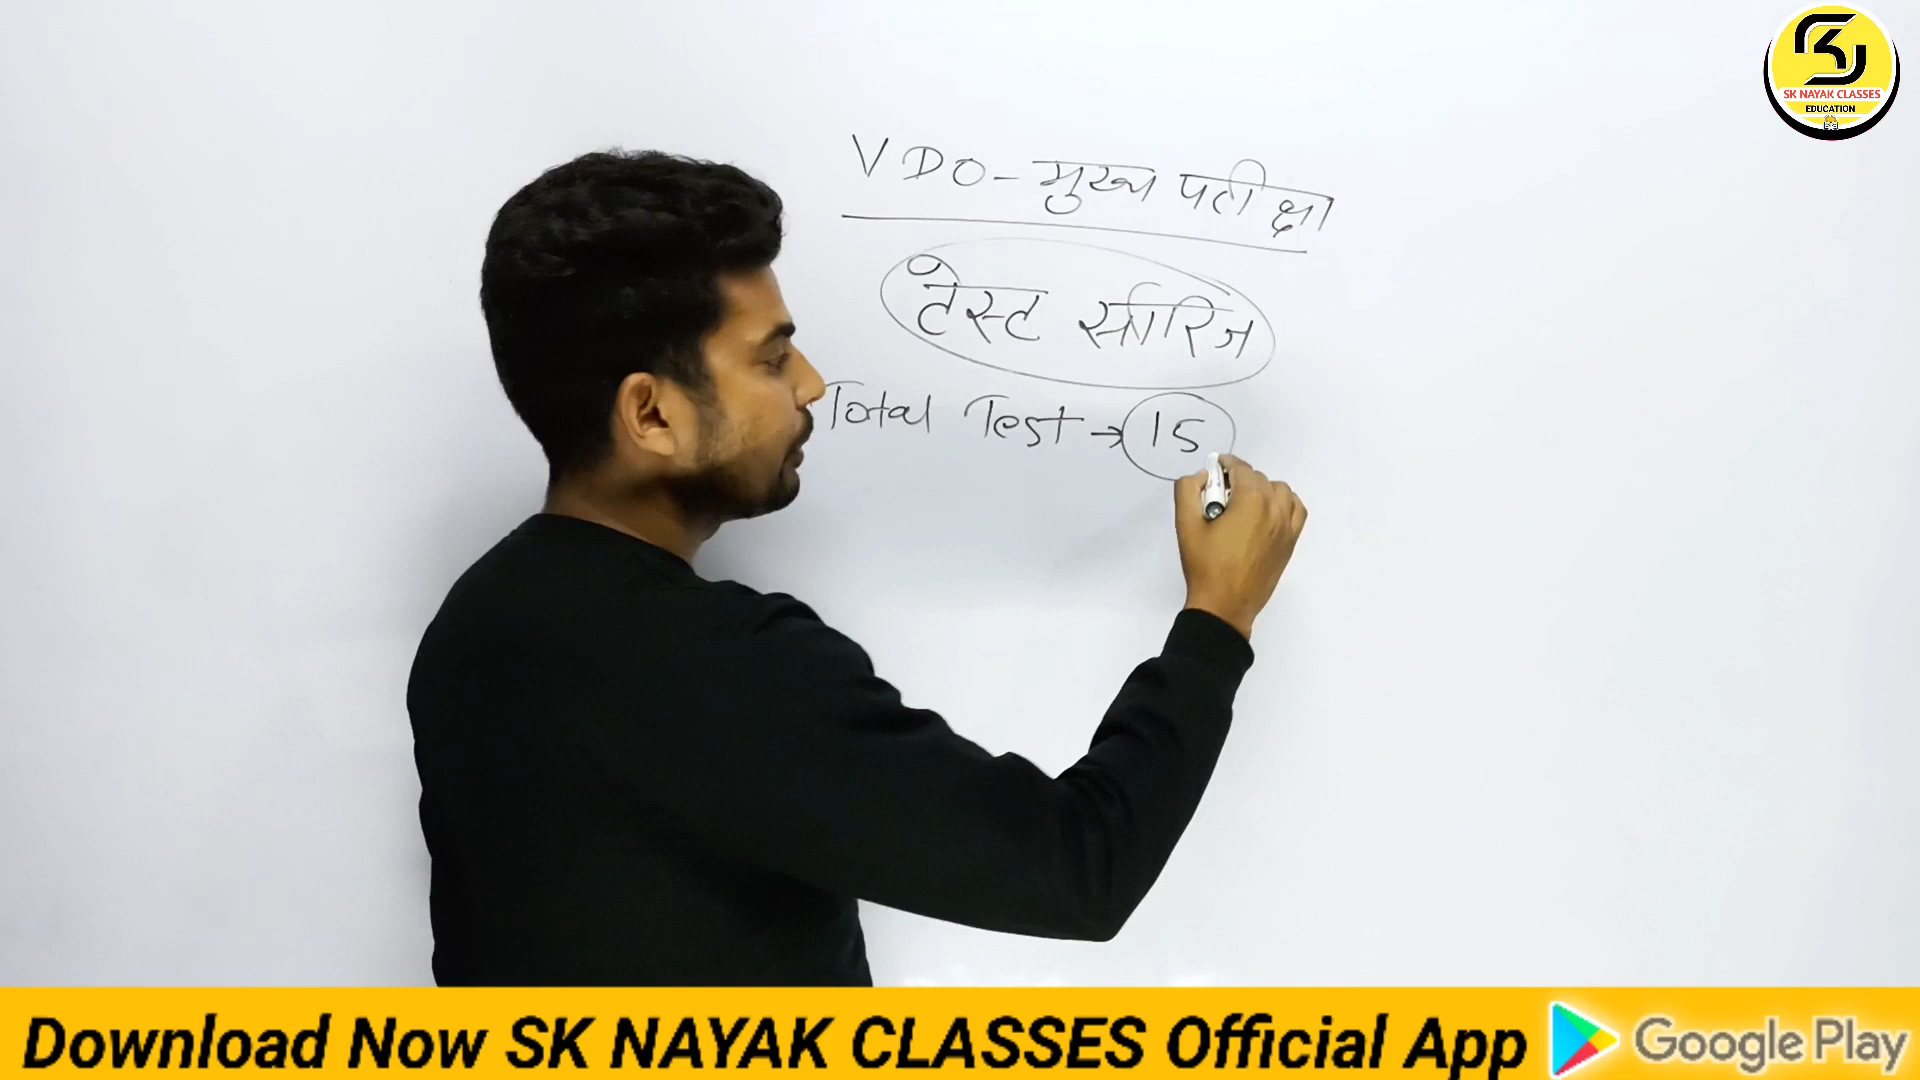 SK NAYAK CLASSES
EDUCATION
VDO - मुख्य परीक्षा
टेस्ट सीरिज
Total Test → 15
Download Now SK NAYAK CLASSES Official App Google Play